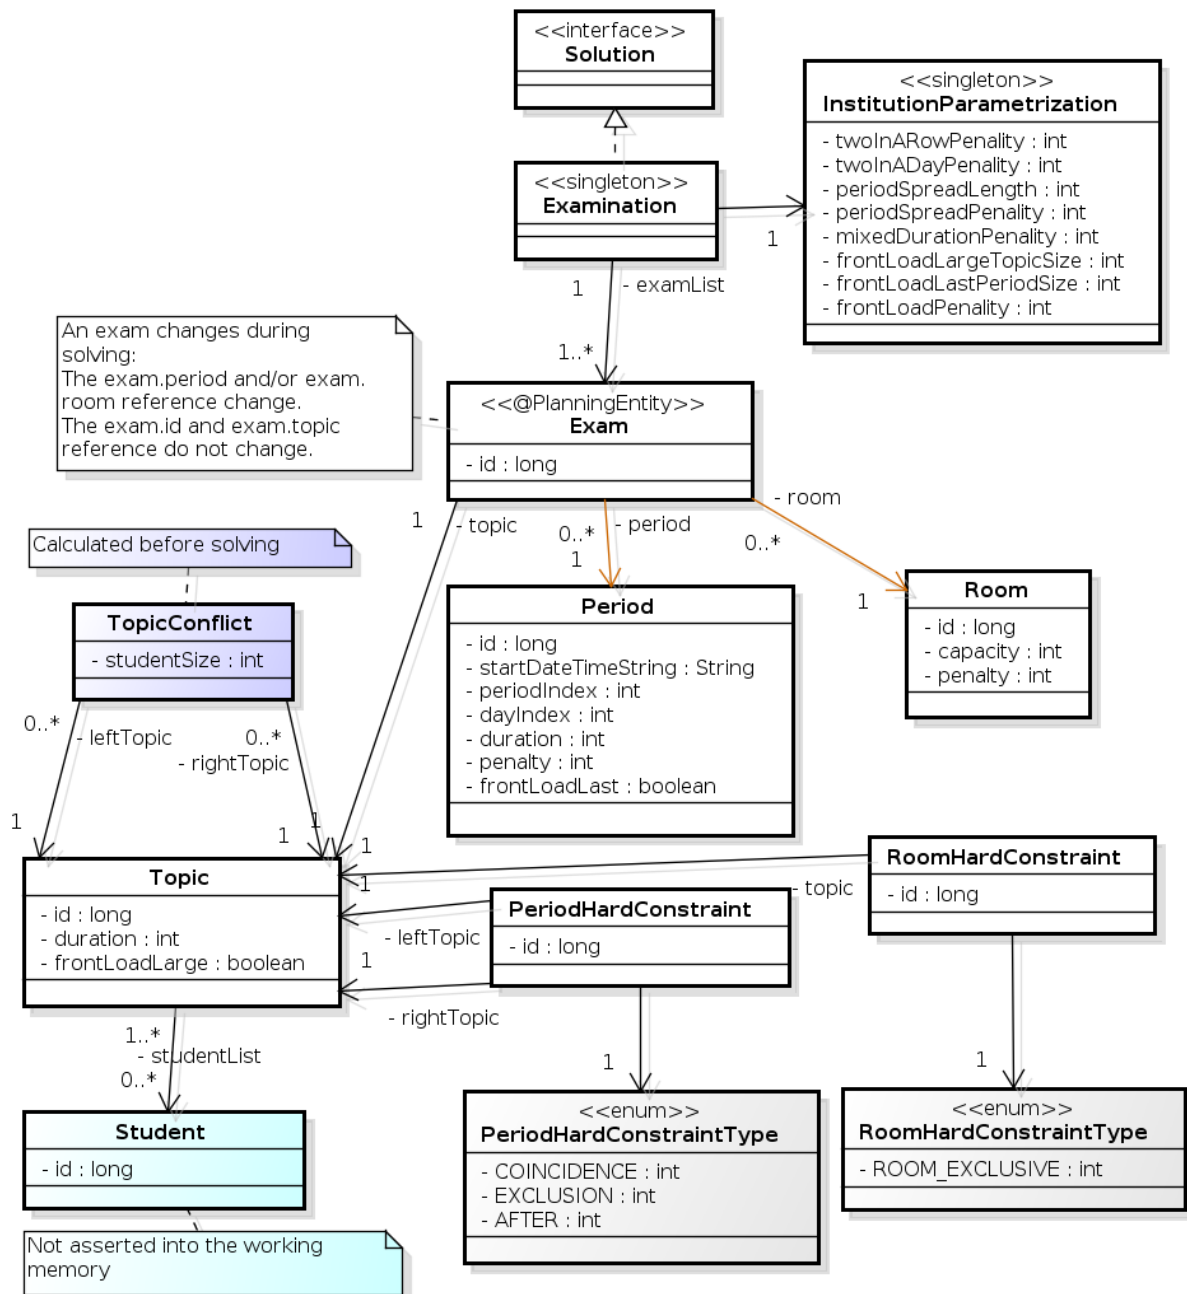 <<interface>>
Solution
<<singleton>>
InstitutionParametrization
- twoInARowPenality : int
- twoInADayPenality : int
- periodSpreadLength : int
- periodSpreadPenality : int
- mixedDurationPenality : int
- frontLoadLargeTopicSize : int
- frontLoadLastPeriodSize : int
- frontLoadPenality : int
<<singleton>>
Examination
1
1
- examList
1..*
An exam changes during
solving:
The exam.period and/or exam.
room reference change.
The exam.id and exam.topic
reference do not change.
<<@PlanningEntity>>
Exam
- id : long
1
- topic
0..*
- period
1
- room
0..*
1
Calculated before solving
TopicConflict
- studentSize : int
0..*
- leftTopic
0..*
- rightTopic
1
1
1
Period
- id : long
- startDateTimeString : String
- periodIndex : int
- dayIndex : int
- duration : int
- penalty : int
- frontLoadLast : boolean
Room
- id : long
- capacity : int
- penalty : int
Topic
- id : long
- duration : int
- frontLoadLarge : boolean
1
1
- leftTopic
1
- rightTopic
- topic
PeriodHardConstraint
- id : long
RoomHardConstraint
- id : long
1..*
- studentList
0..*
1
1
Student
- id : long
Not asserted into the working
memory
<<enum>>
PeriodHardConstraintType
- COINCIDENCE : int
- EXCLUSION : int
- AFTER : int
<<enum>>
RoomHardConstraintType
- ROOM_EXCLUSIVE : int